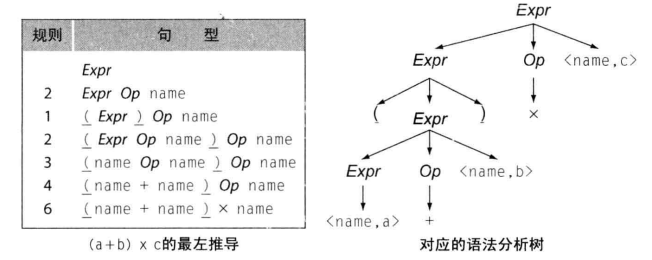 规则 句 型
Expr
2 Expr Op name
1 ( Expr ) Op name
2 ( Expr Op name ) Op name
3 ( name Op name ) Op name
4 ( name + name ) Op name
6 ( name + name ) × name
(a+b) x c的最左推导
Expr
Expr Op <name,c>
( Expr ) ×
Expr Op <name,b>
<name,a> +
对应的语法分析树